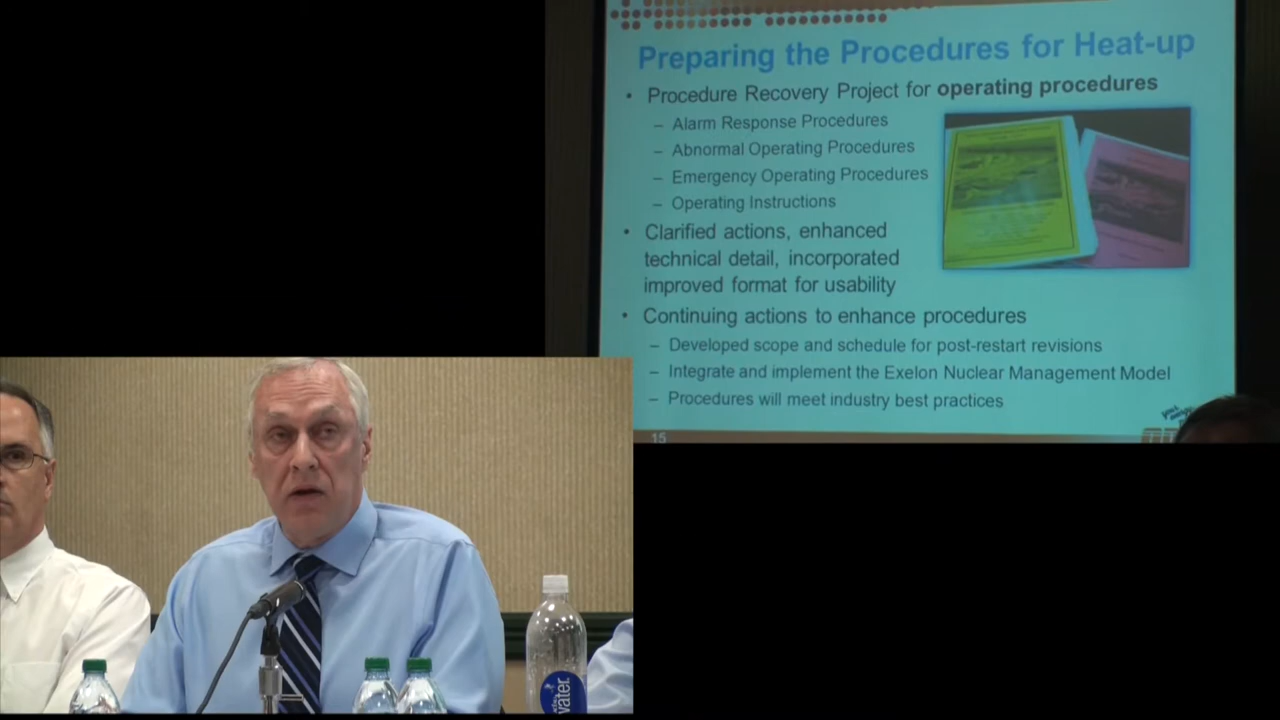 Preparing the Procedures for Heat-up
• Procedure Recovery Project for operating procedures
– Alarm Response Procedures
– Abnormal Operating Procedures
– Emergency Operating Procedures
– Operating Instructions
• Clarified actions, enhanced
technical detail, incorporated
improved format for usability
• Continuing actions to enhance procedures
– Developed scope and schedule for post-restart revisions
– Integrate and implement the Exelon Nuclear Management Model
– Procedures will meet industry best practices
15
water